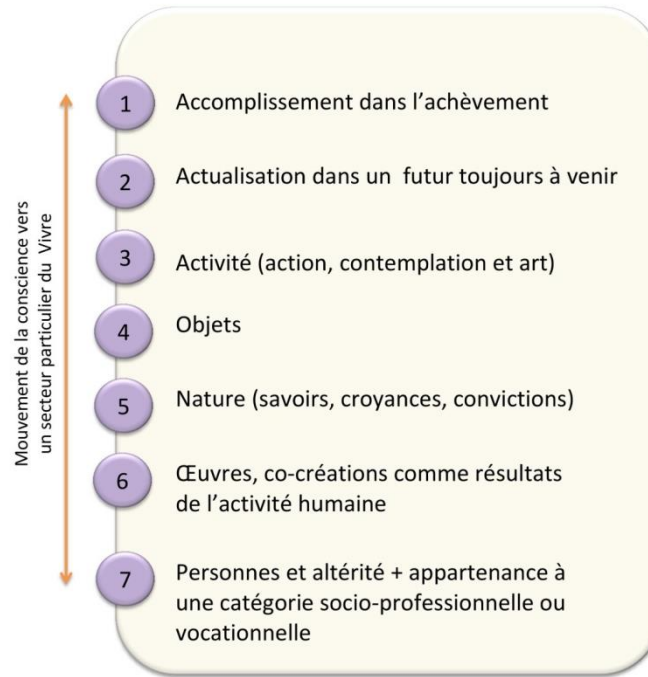 Mouvement de la conscience vers
un secteur particulier du Vivre
1 Accomplissement dans l’achèvement
2 Actualisation dans un futur toujours à venir
3 Activité (action, contemplation et art)
4 Objets
5 Nature (savoirs, croyances, convictions)
6 Œuvres, co-créations comme résultats
de l’activité humaine
7 Personnes et altérité + appartenance à
une catégorie socio-professionnelle ou
vocationnelle